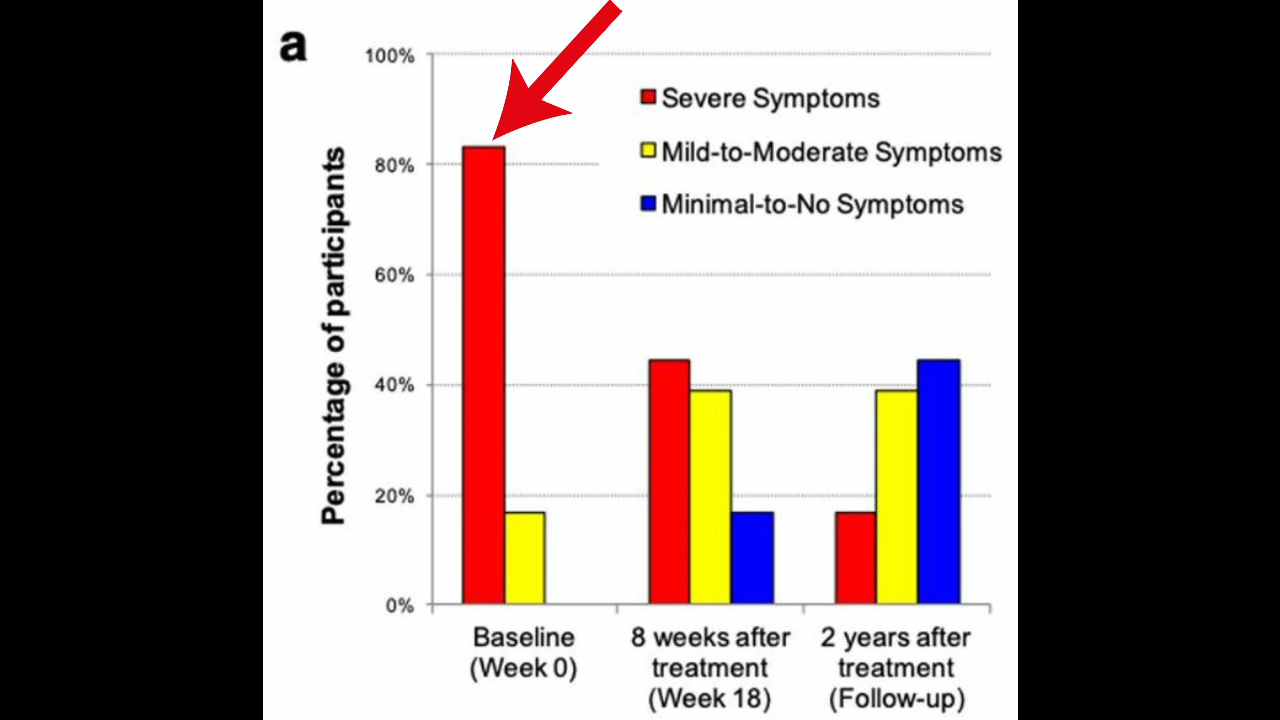 a
100%
80%
60%
40%
20%
0%
Percentage of participants
Severe Symptoms
Mild-to-Moderate Symptoms
Minimal-to-No Symptoms
Baseline
(Week 0)
8 weeks after
treatment
(Week 18)
2 years after
treatment
(Follow-up)